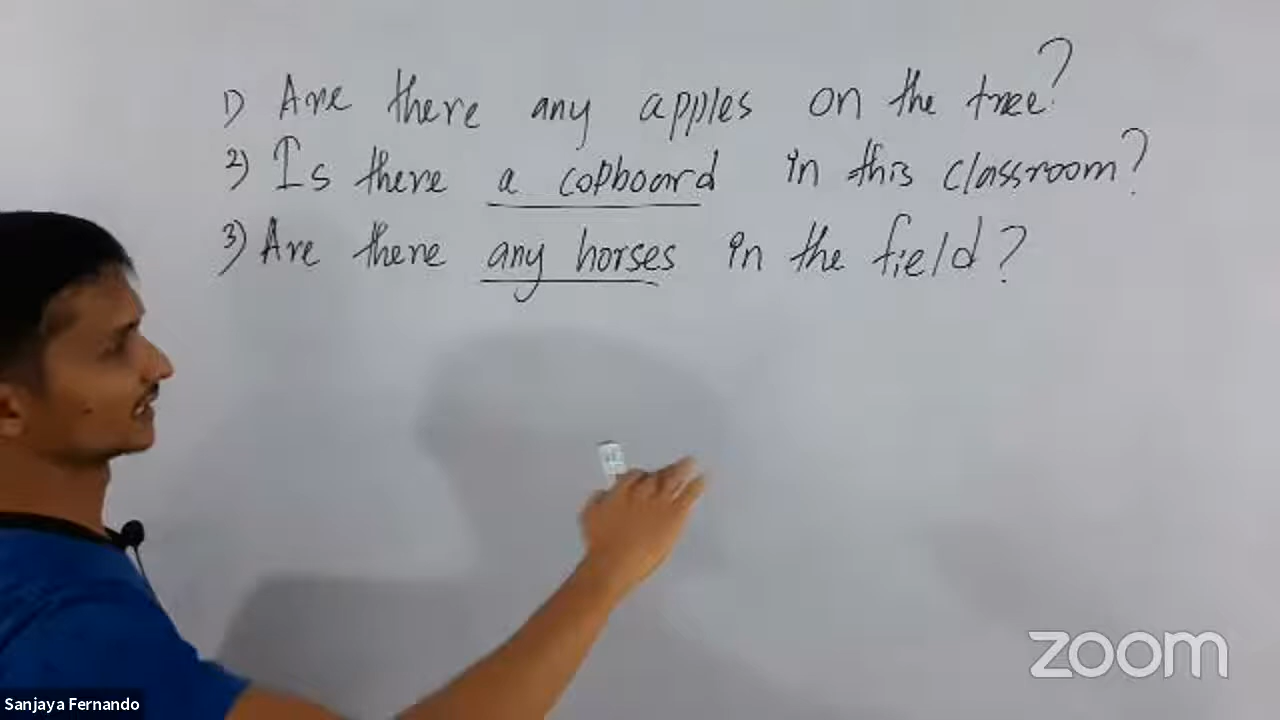 1) Are there any apples on the tree?
2) Is there a copboard in this classroom?
3) Are there any horses in the field?
zoom
Sanjaya Fernando